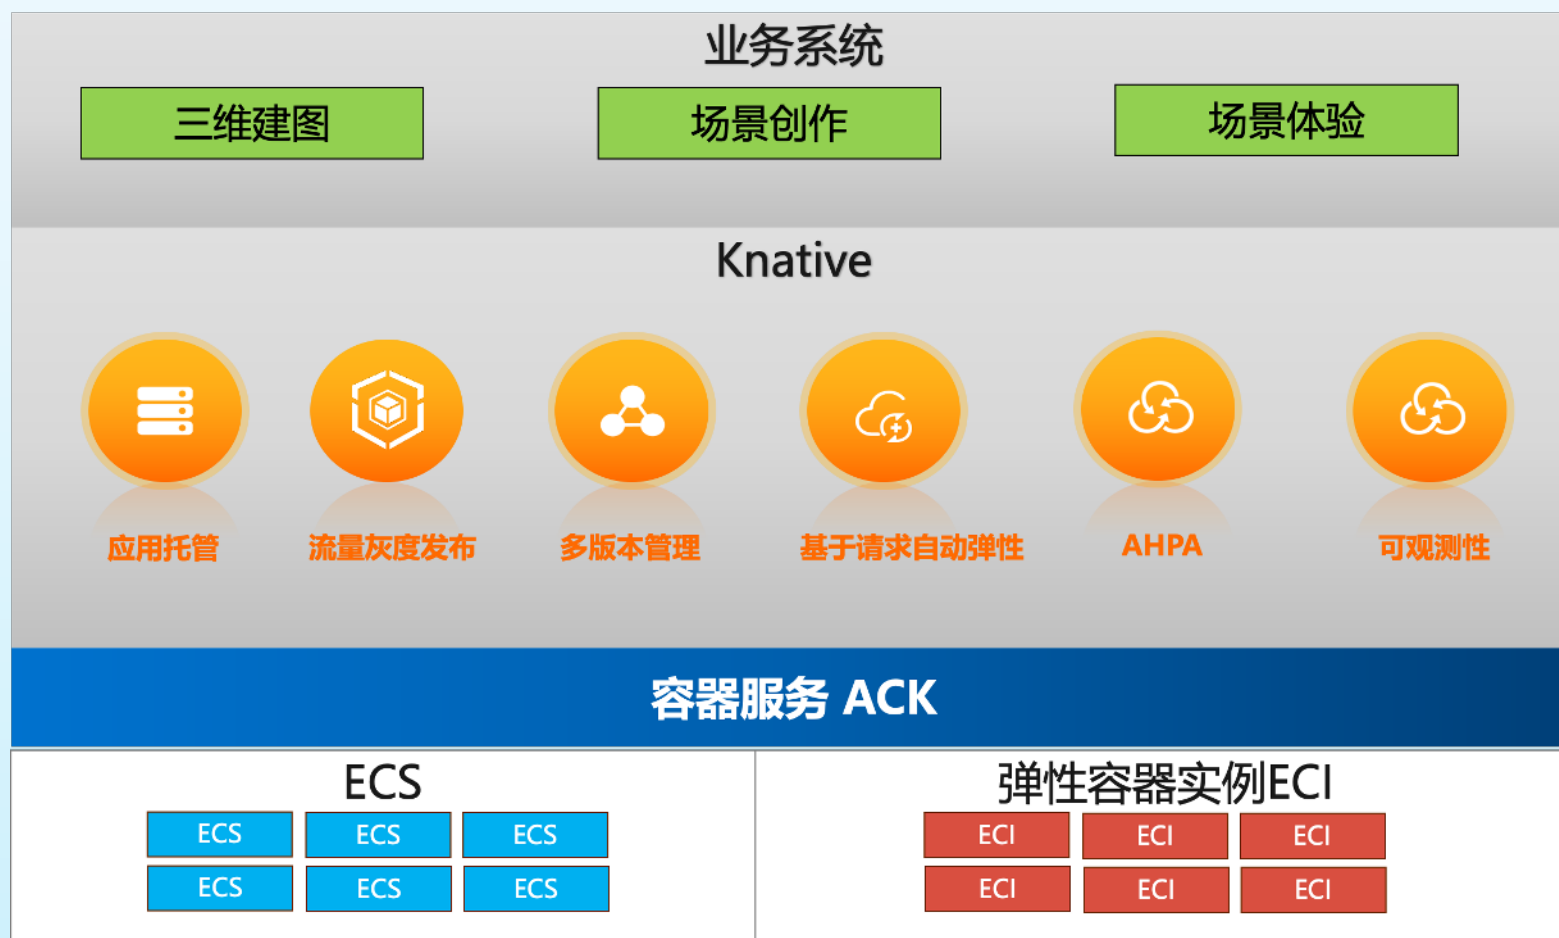 业务系统
三维建图
场景创作
场景体验
Knative
应用托管
流量灰度发布
多版本管理
基于请求自动弹性
AHPA
可观测性
容器服务 ACK
ECS
弹性容器实例ECI
ECS
ECS
ECS
ECI
ECI
ECI
ECS
ECS
ECS
ECI
ECI
ECI